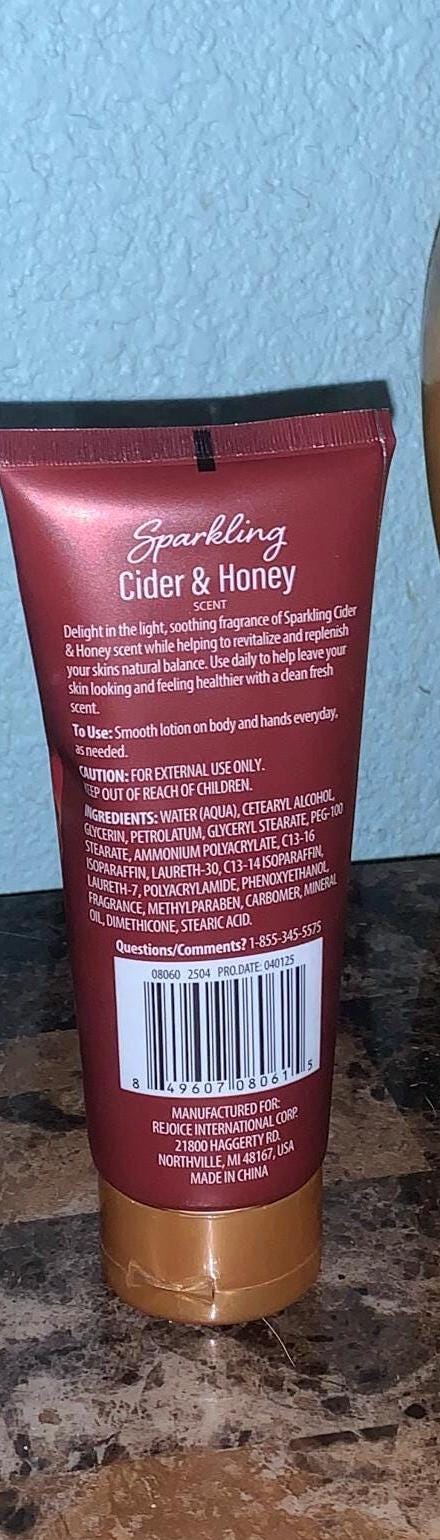 Sparkling
Cider & Honey
SCENT
Delight in the light, soothing fragrance of Sparkling Cider
& Honey scent while helping to revitalize and replenish
your skins natural balance. Use daily to help leave your
skin looking and feeling healthier with a clean fresh
scent.
To Use: Smooth lotion on body and hands everyday,
as needed.
CAUTION: FOR EXTERNAL USE ONLY.
KEEP OUT OF REACH OF CHILDREN.
INGREDIENTS: WATER (AQUA), CETEARYL ALCOHOL,
GLYCERIN, PETROLATUM, GLYCERYL STEARATE, PEG-100
STEARATE, AMMONIUM POLYACRYLATE, C13-16
ISOPARAFFIN, LAURETH-30, C13-14 ISOPARAFFIN,
LAURETH-7, POLYACRYLAMIDE, PHENOXYETHANOL,
FRAGRANCE, METHYLPARABEN, CARBOMER, MINERAL
OIL, DIMETHICONE, STEARIC ACID.
Questions/Comments? 1-855-345-5575
08060 2504 PRO.DATE: 040125
8 49607 08061 5
MANUFACTURED FOR:
REJOICE INTERNATIONAL CORP.
21800 HAGGERTY RD.
NORTHVILLE, MI 48167, USA
MADE IN CHINA